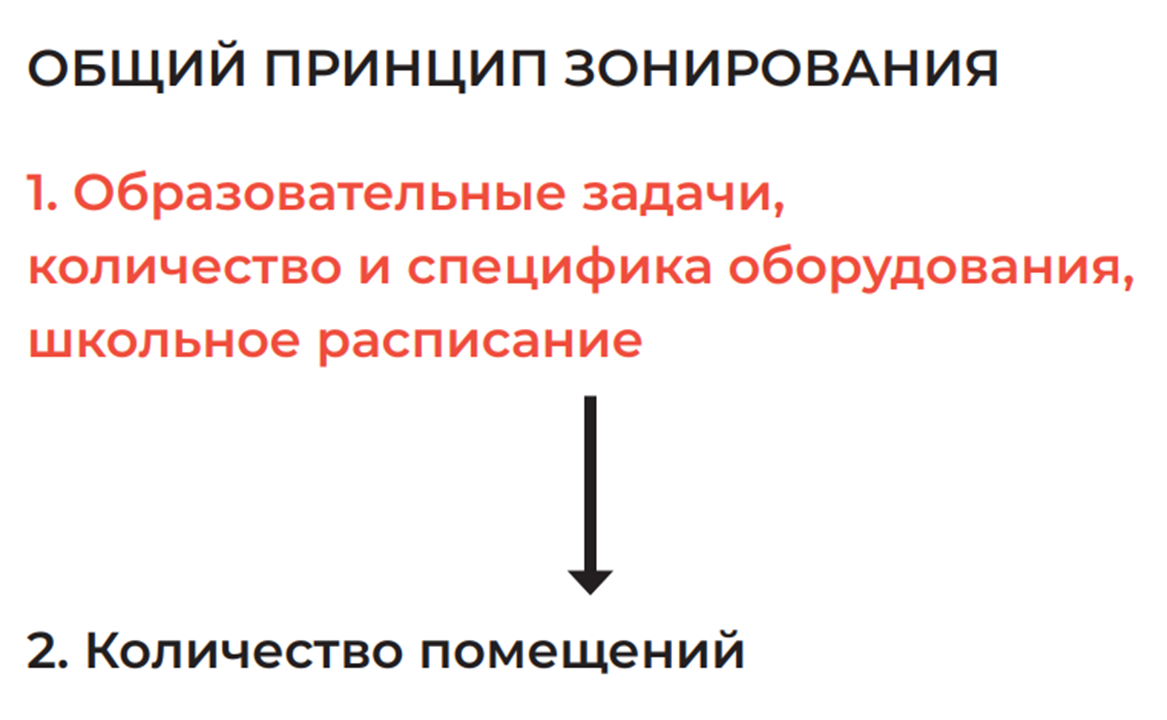 ОБЩИЙ ПРИНЦИП ЗОНИРОВАНИЯ
1. Образовательные задачи,
количество и специфика оборудования,
школьное расписание
2. Количество помещений